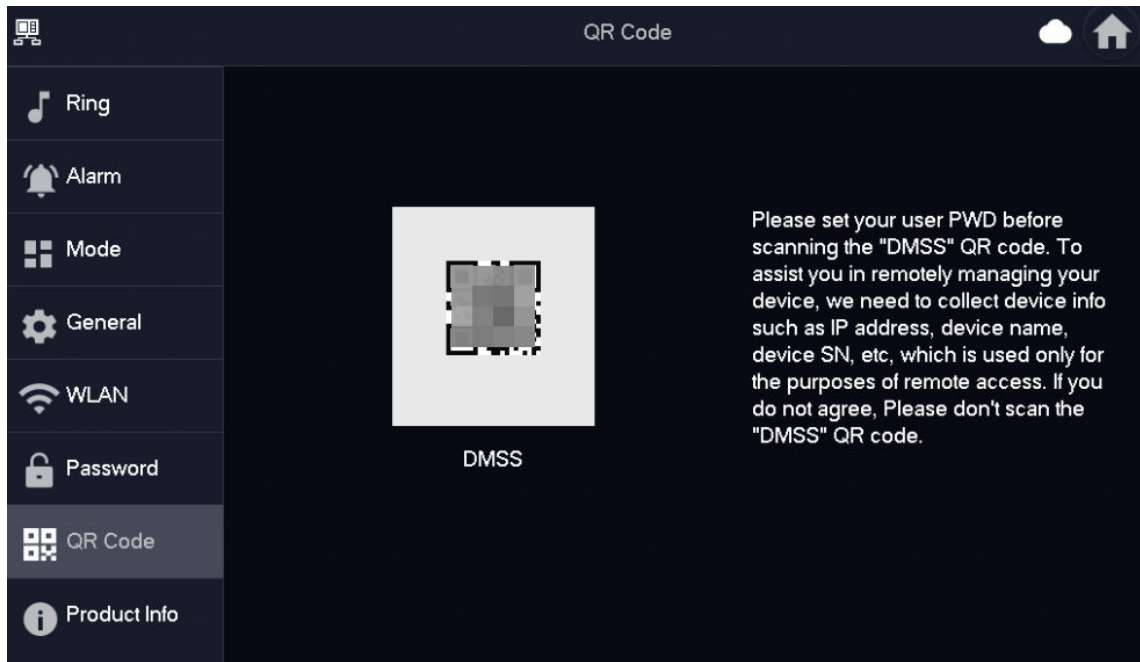 QR Code
Ring
Alarm
Mode
General
WLAN
Password
QR Code
Product Info
DMSS
Please set your user PWD before
scanning the "DMSS" QR code. To
assist you in remotely managing your
device, we need to collect device info
such as IP address, device name,
device SN, etc, which is used only for
the purposes of remote access. If you
do not agree, Please don't scan the
"DMSS" QR code.